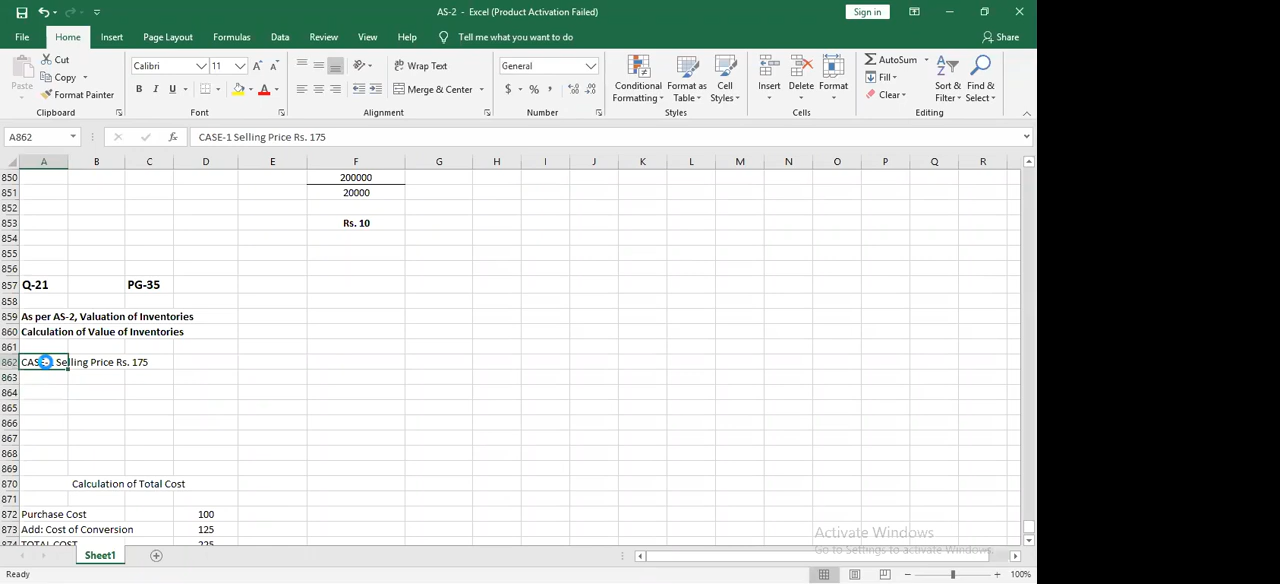 AS-2 - Excel (Product Activation Failed)
Sign in
File Home Insert Page Layout Formulas Data Review View Help Tell me what you want to do Share
Paste Cut Copy Format Painter Clipboard
Calibri 11 A A B I U A Font
Wrap Text Merge & Center Alignment
General $ % , Number
Conditional Formatting Format as Table Cell Styles Styles
Insert Delete Format Cells
AutoSum Fill Clear Sort & Filter Find & Select Editing
A862 fx CASE-1 Selling Price Rs. 175
A B C D E F G H I J K L M N O P Q R
850 200000
851 20000
852
853 Rs. 10
854
855
856
857 Q-21 PG-35
858
859 As per AS-2, Valuation of Inventories
860 Calculation of Value of Inventories
861
862 Selling Price Rs. 175
863
864
865
866
867
868
869
870 Calculation of Total Cost
871
872 Purchase Cost 100
873 Add: Cost of Conversion 125
874 TOTAL COST 225
Activate Windows
Go to Settings to activate Windows.
Sheet1
Ready 100%